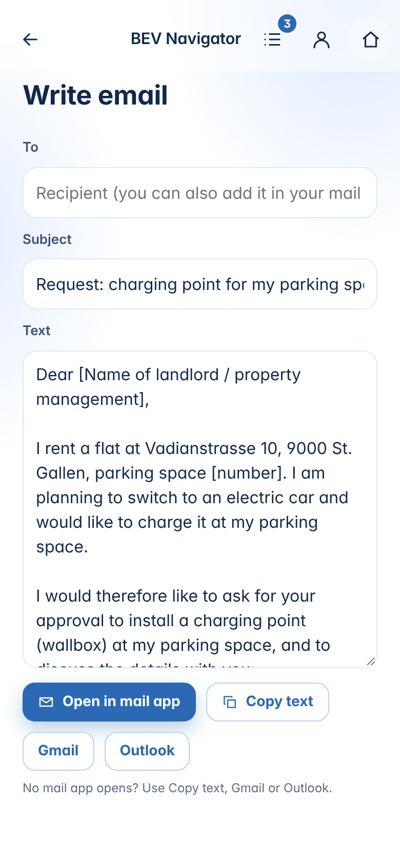 BEV Navigator
3
Write email
To
Recipient (you can also add it in your mail
Subject
Request: charging point for my parking sp
Text
Dear [Name of landlord / property
management],
I rent a flat at Vadianstrasse 10, 9000 St.
Gallen, parking space [number]. I am
planning to switch to an electric car and
would like to charge it at my parking
space.
I would therefore like to ask for your
approval to install a charging point
(wallbox) at my parking space, and to
discuss the details with you.
Open in mail app
Copy text
Gmail
Outlook
No mail app opens? Use Copy text, Gmail or Outlook.